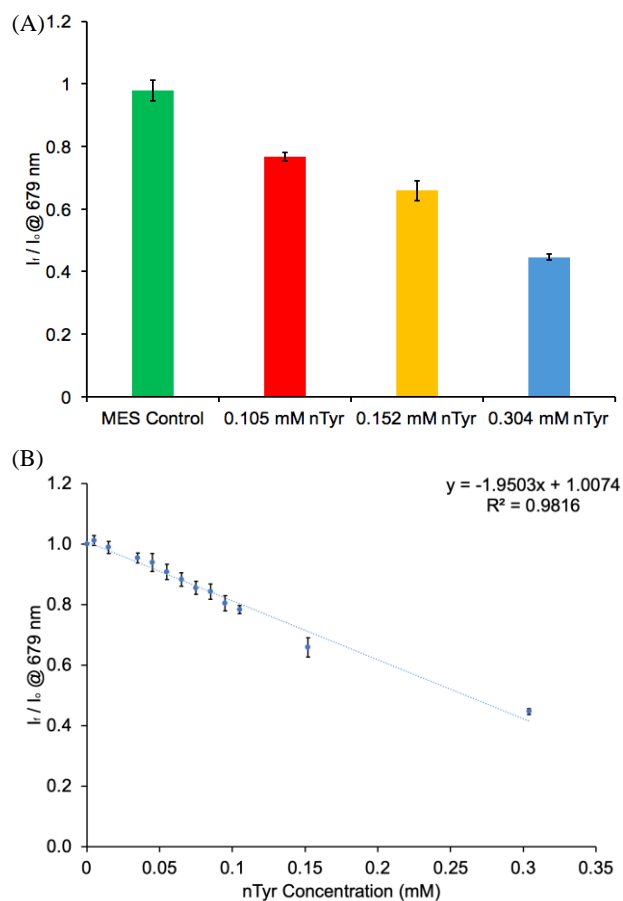 (A)
1.2
1
0.8
0.6
0.4
0.2
0
Iᵣ / Iₒ @ 679 nm
MES Control 0.105 mM nTyr 0.152 mM nTyr 0.304 mM nTyr
(B)
y = -1.9503x + 1.0074
R² = 0.9816
1.2
1.0
0.8
0.6
0.4
0.2
0.0
Iᵣ / Iₒ @ 679 nm
0 0.05 0.1 0.15 0.2 0.25 0.3 0.35
nTyr Concentration (mM)